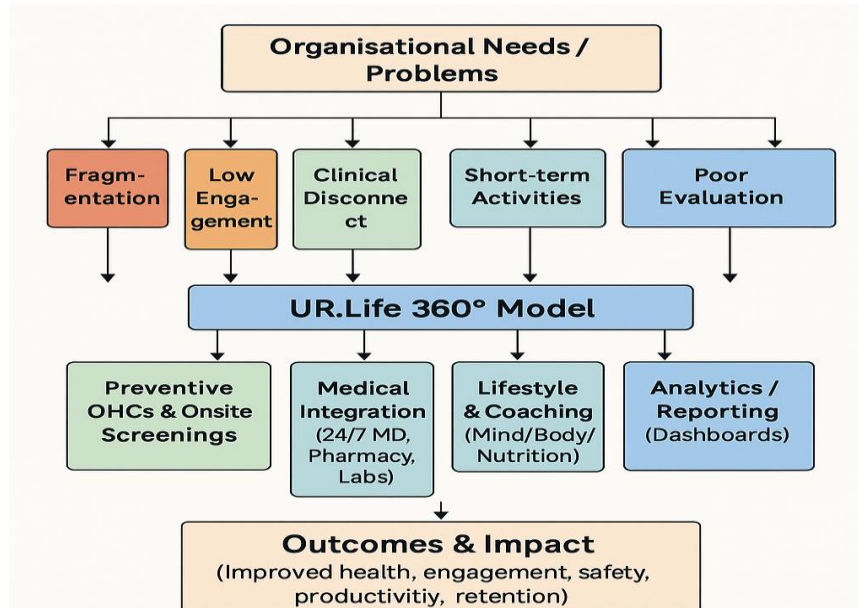 Organisational Needs /
Problems
Fragm-
entation
Low
Enga-
gement
Clinical
Disconne
ct
Short-term
Activities
Poor
Evaluation
UR.Life 360° Model
Preventive
OHCs & Onsite
Screenings
Medical
Integration
(24/7 MD,
Pharmacy,
Labs)
Lifestyle
& Coaching
(Mind/Body/
Nutrition)
Analytics /
Reporting
(Dashboards)
Outcomes & Impact
(Improved health, engagement, safety,
productivitiy, retention)